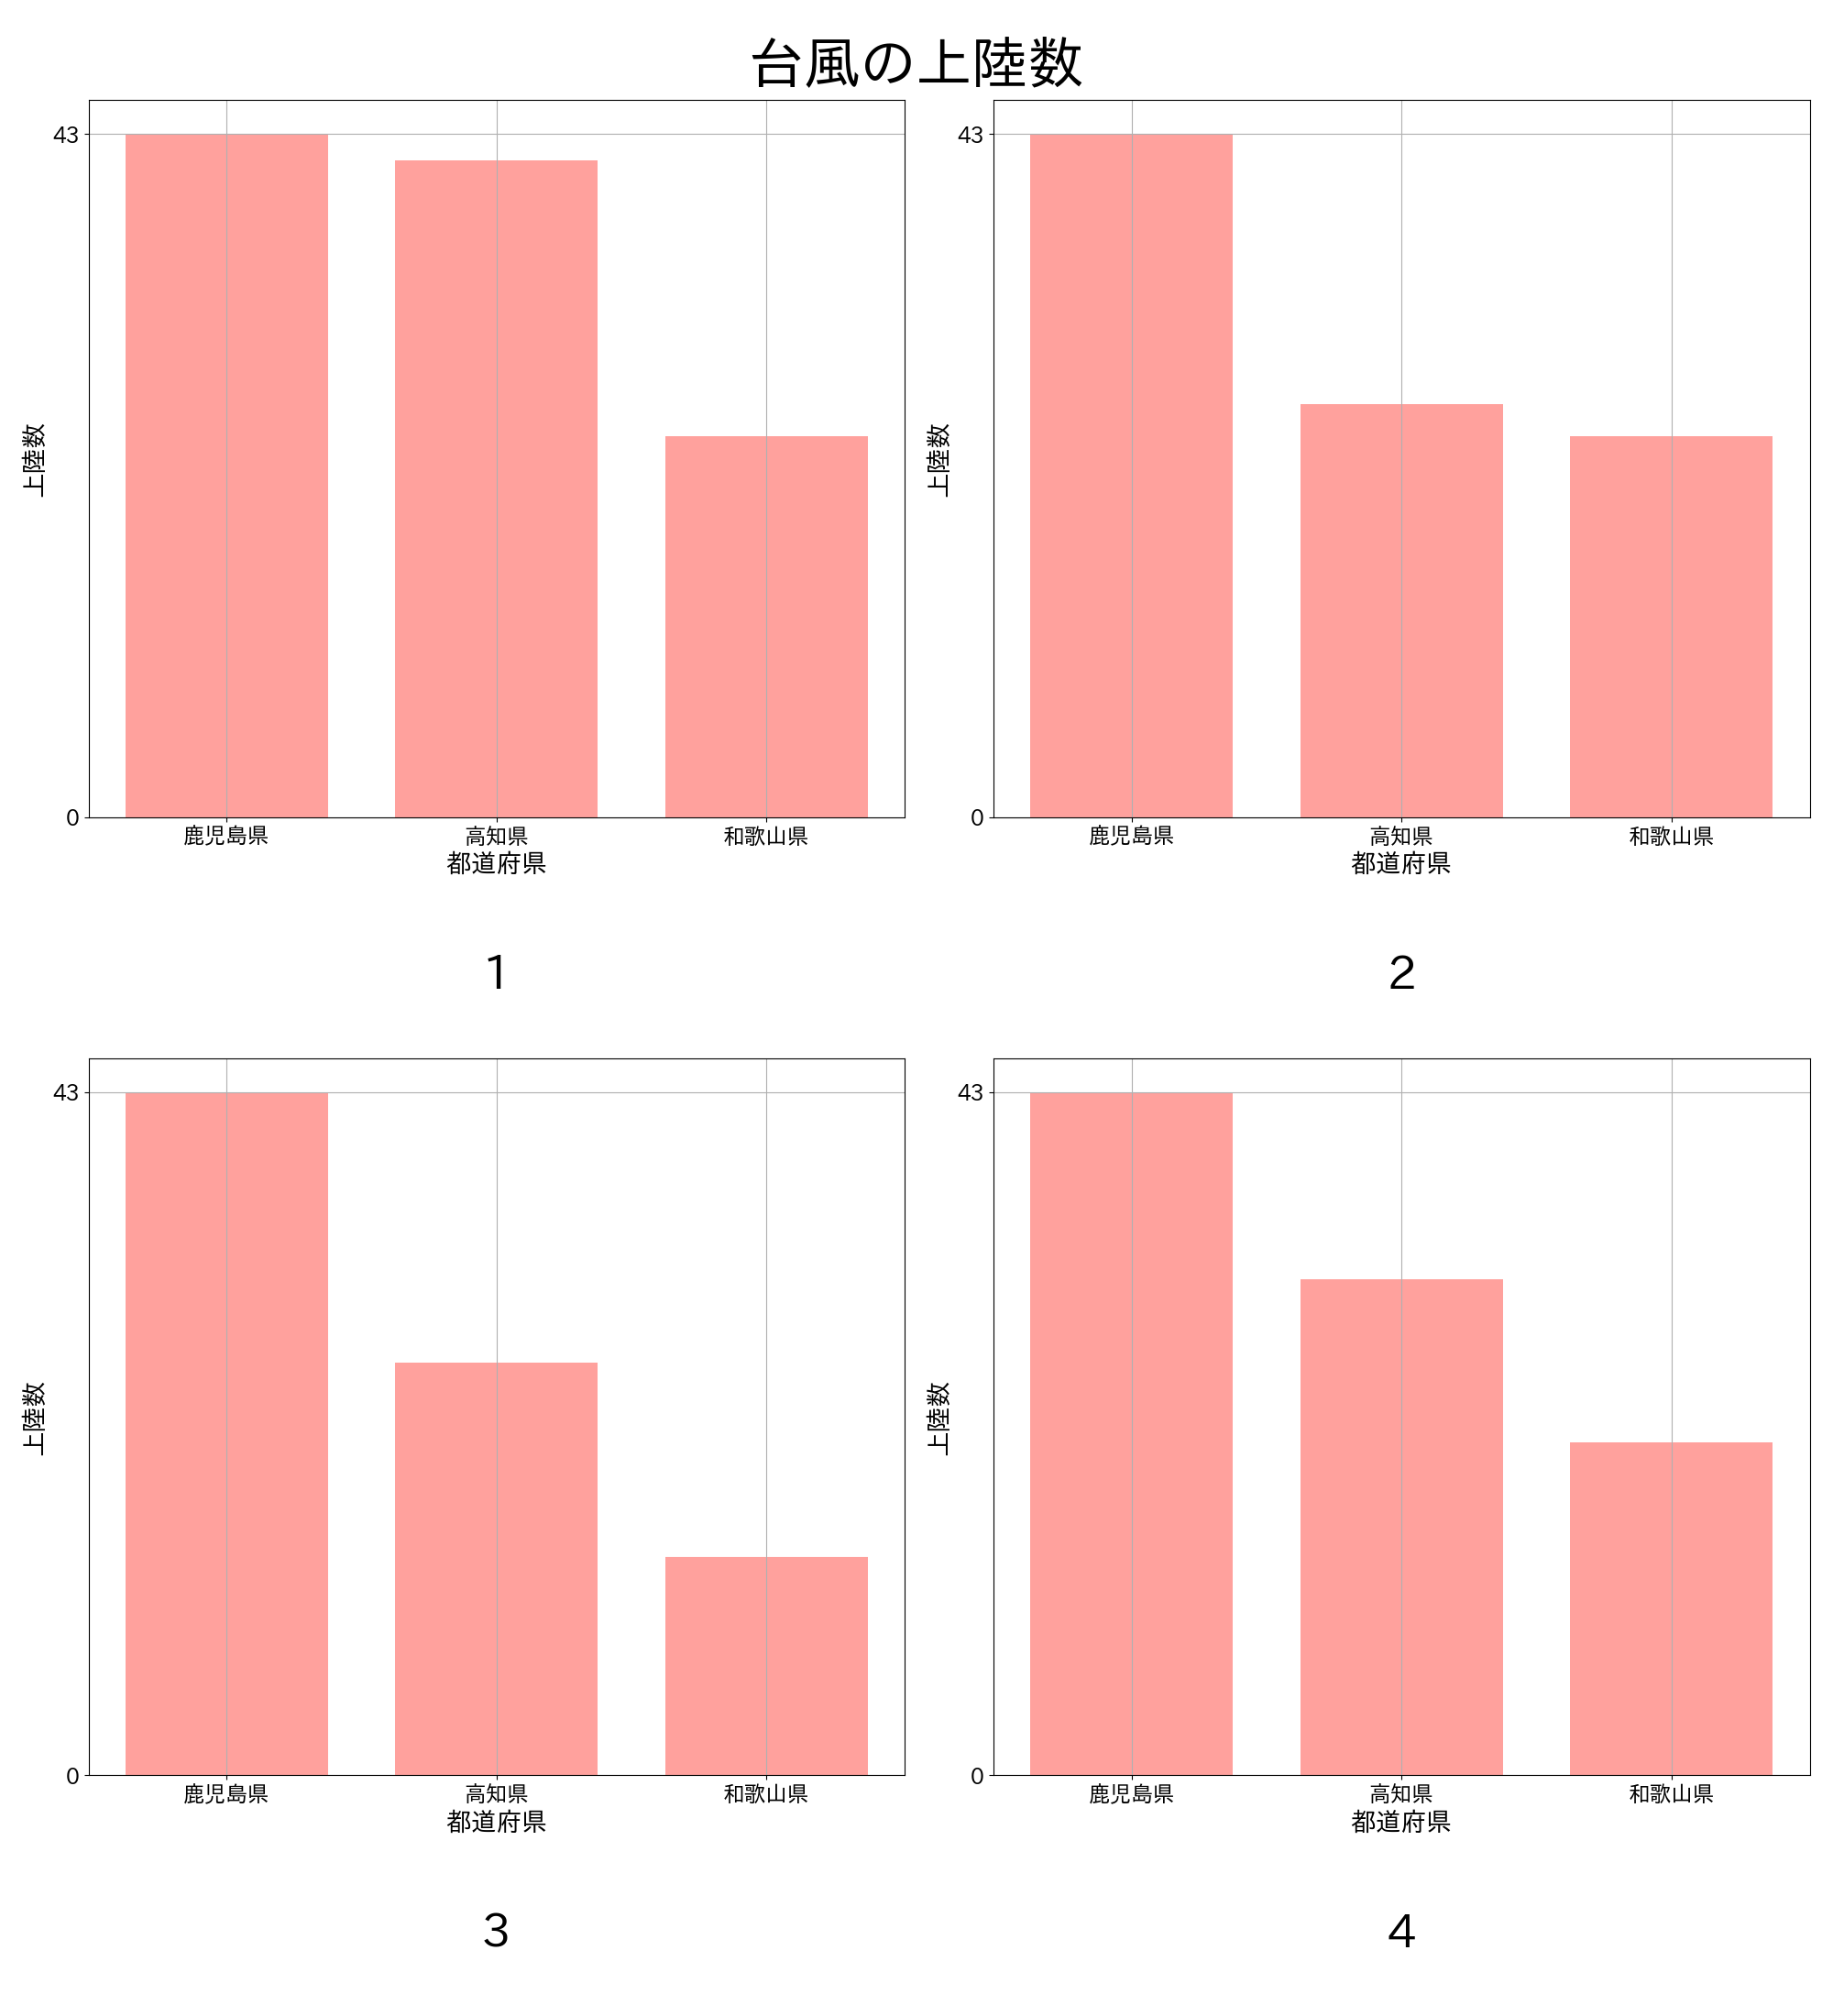 台風の上陸数
43
0
上陸数
鹿児島県 高知県 和歌山県
都道府県
1
43
0
上陸数
鹿児島県 高知県 和歌山県
都道府県
2
43
0
上陸数
鹿児島県 高知県 和歌山県
都道府県
3
43
0
上陸数
鹿児島県 高知県 和歌山県
都道府県
4